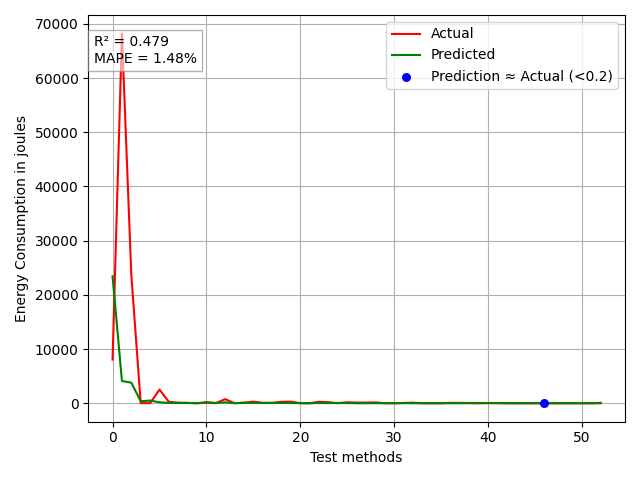 R² = 0.479
MAPE = 1.48%
Actual
Predicted
Prediction ≈ Actual (<0.2)
Energy Consumption in joules
70000
60000
50000
40000
30000
20000
10000
0
0 10 20 30 40 50
Test methods